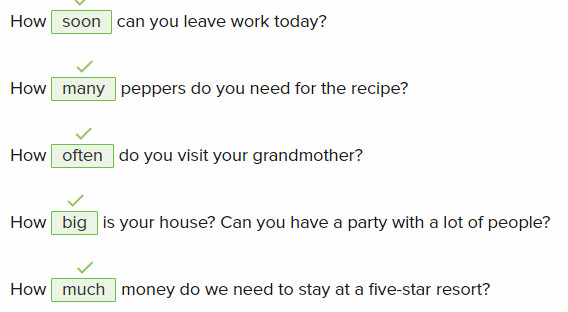 How soon can you leave work today?
How many peppers do you need for the recipe?
How often do you visit your grandmother?
How big is your house? Can you have a party with a lot of people?
How much money do we need to stay at a five-star resort?